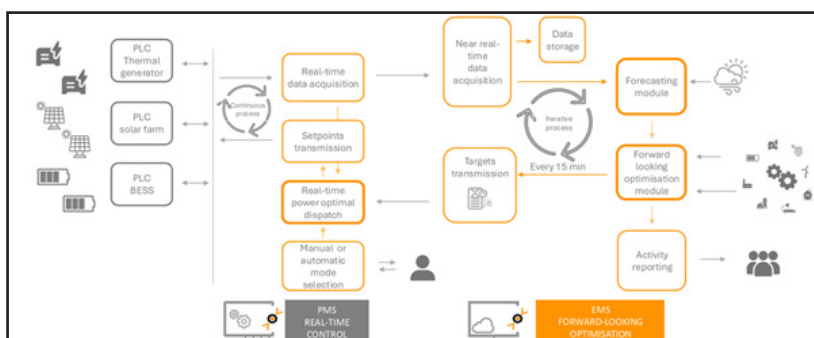 PLC
Thermal
generator
PLC
solar farm
PLC
BESS
Continuous
process
Real-time
data acquisition
Setpoints
transmission
Real-time
power optimal
dispatch
Manual or
automatic
mode
selection
PMS
REAL-TIME
CONTROL
Near real-
time
data
acquisition
Data
storage
Iterative
process
Every 15 min
Targets
transmission
Forecasting
module
Forward
looking
optimisation
module
Activity
reporting
EMS
FORWARD-LOOKING
OPTIMISATION